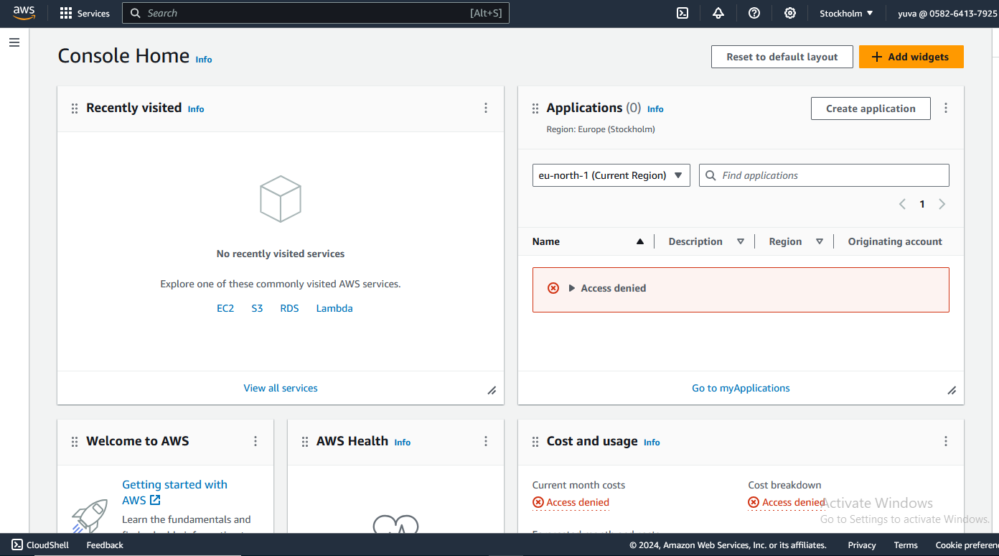 aws
Services
Search
[Alt+S]
Stockholm
yuva @ 0582-6413-7925
Console Home Info
Reset to default layout
Add widgets
Recently visited Info
No recently visited services
Explore one of these commonly visited AWS services.
EC2 S3 RDS Lambda
View all services
Applications (0) Info
Region: Europe (Stockholm)
Create application
eu-north-1 (Current Region)
Find applications
1
Name Description Region Originating account
Access denied
Go to myApplications
Welcome to AWS
Getting started with
AWS
Learn the fundamentals and
AWS Health Info
Cost and usage Info
Current month costs
Access denied
Cost breakdown
Access denied
Activate Windows
Go to Settings to activate Windows.
CloudShell
Feedback
© 2024, Amazon Web Services, Inc. or its affiliates.
Privacy
Terms
Cookie preferen